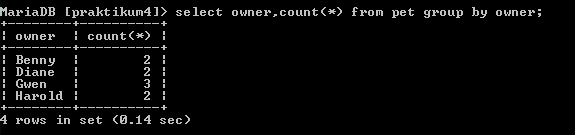 MariaDB [praktikum4]> select owner,count(*) from pet group by owner;
+--------+----------+
| owner  | count(*) |
+--------+----------+
| Benny  |        2 |
| Diane  |        2 |
| Gwen   |        3 |
| Harold |        2 |
+--------+----------+
4 rows in set (0.14 sec)